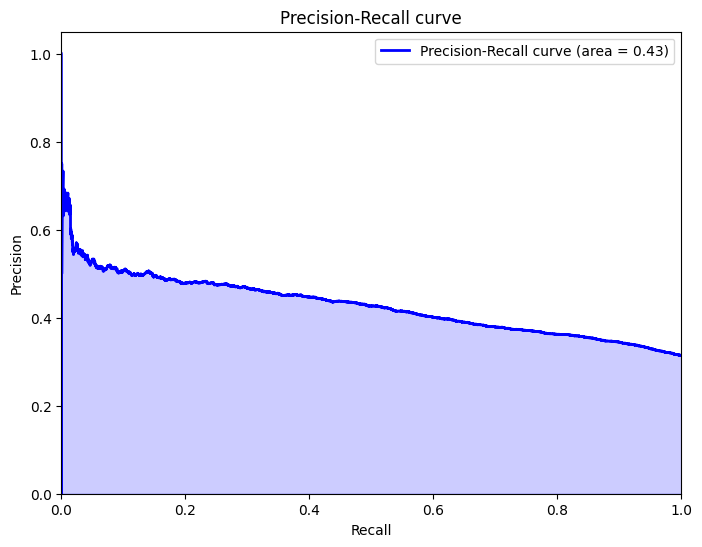 Precision-Recall curve
Precision-Recall curve (area = 0.43)
1.0
0.8
0.6
0.4
0.2
0.0
Precision
0.0 0.2 0.4 0.6 0.8 1.0
Recall